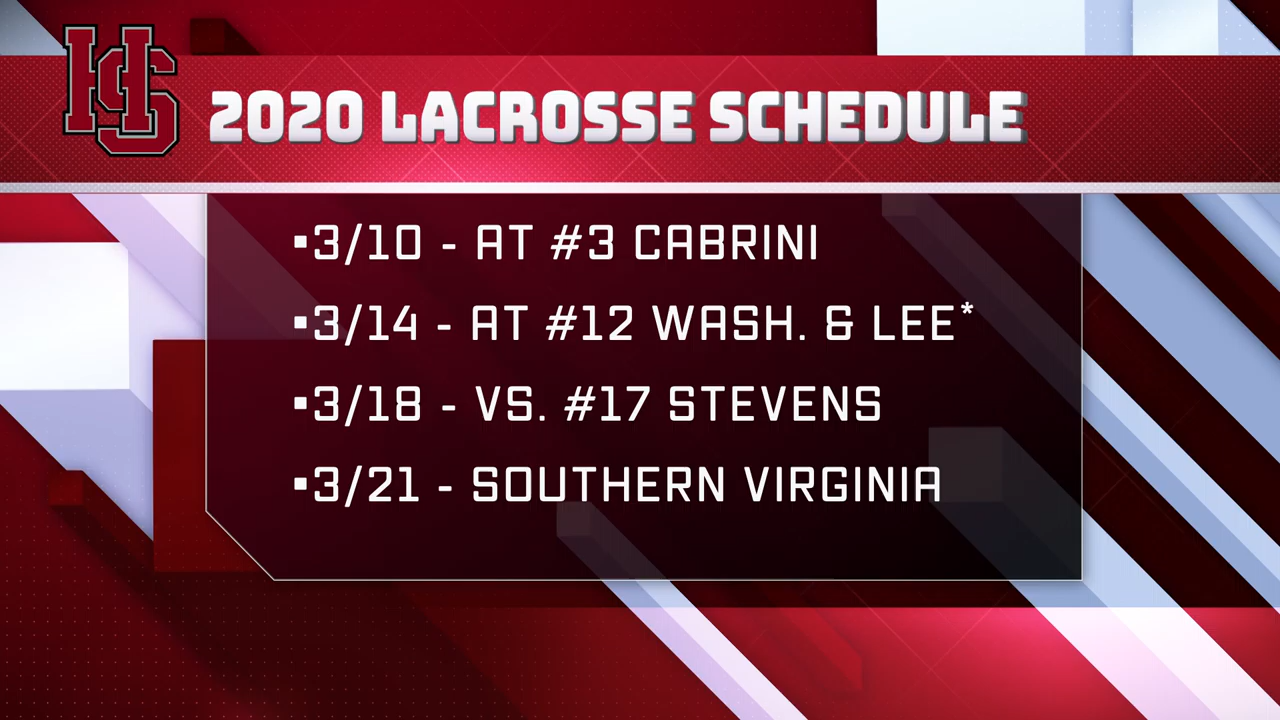 HSC
2020 LACROSSE SCHEDULE
▪3/10 - AT #3 CABRINI
▪3/14 - AT #12 WASH. & LEE*
▪3/18 - VS. #17 STEVENS
▪3/21 - SOUTHERN VIRGINIA